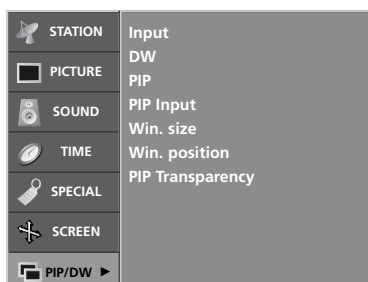 STATION
PICTURE
SOUND
TIME
SPECIAL
SCREEN
PIP/DW ►
Input
DW
PIP
PIP Input
Win. size
Win. position
PIP Transparency